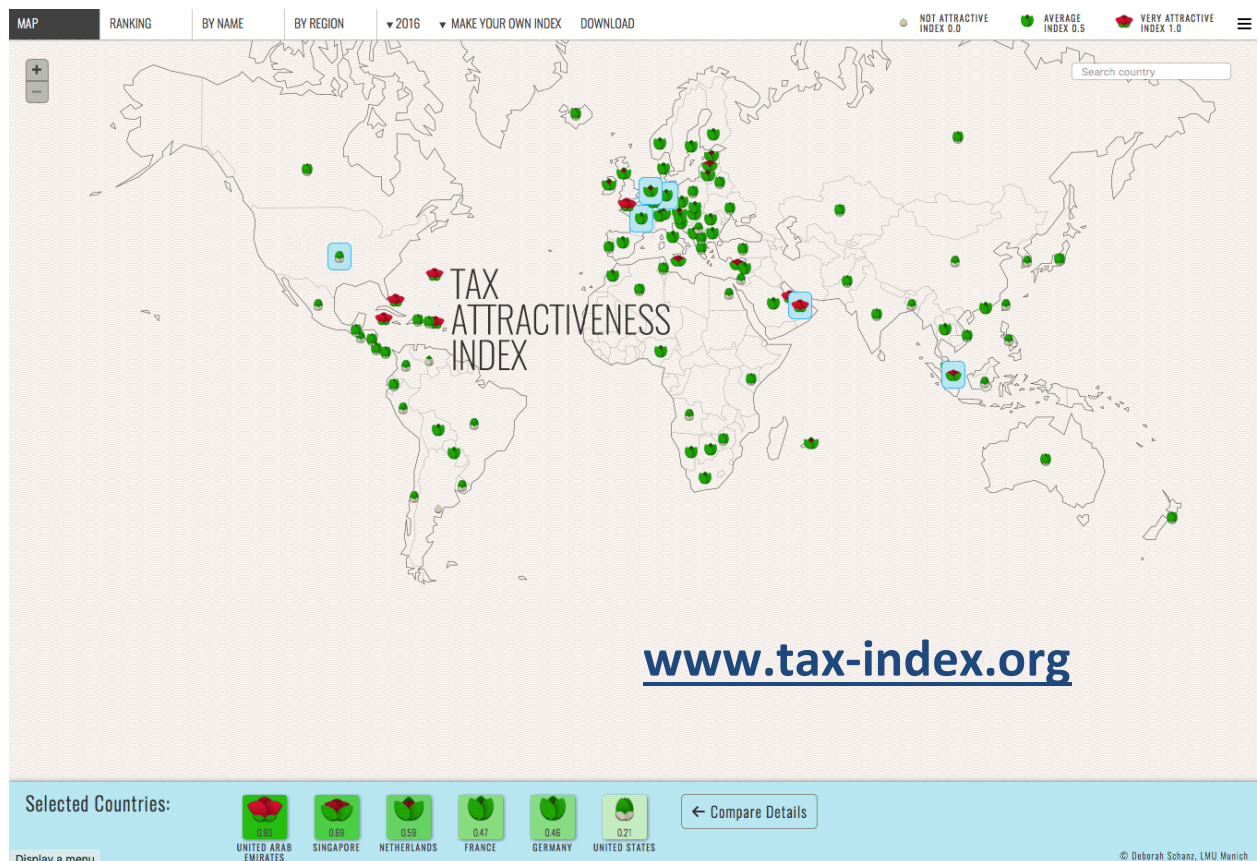 MAP
RANKING
BY NAME
BY REGION
▾ 2016
▾ MAKE YOUR OWN INDEX
DOWNLOAD
NOT ATTRACTIVE
INDEX 0.0
AVERAGE
INDEX 0.5
VERY ATTRACTIVE
INDEX 1.0
+
−
Search country
TAX
ATTRACTIVENESS
INDEX
www.tax-index.org
Selected Countries:
0.93
UNITED ARAB
EMIRATES
0.69
SINGAPORE
0.59
NETHERLANDS
0.47
FRANCE
0.46
GERMANY
0.21
UNITED STATES
← Compare Details
Display a menu
© Deborah Schanz, LMU Munich